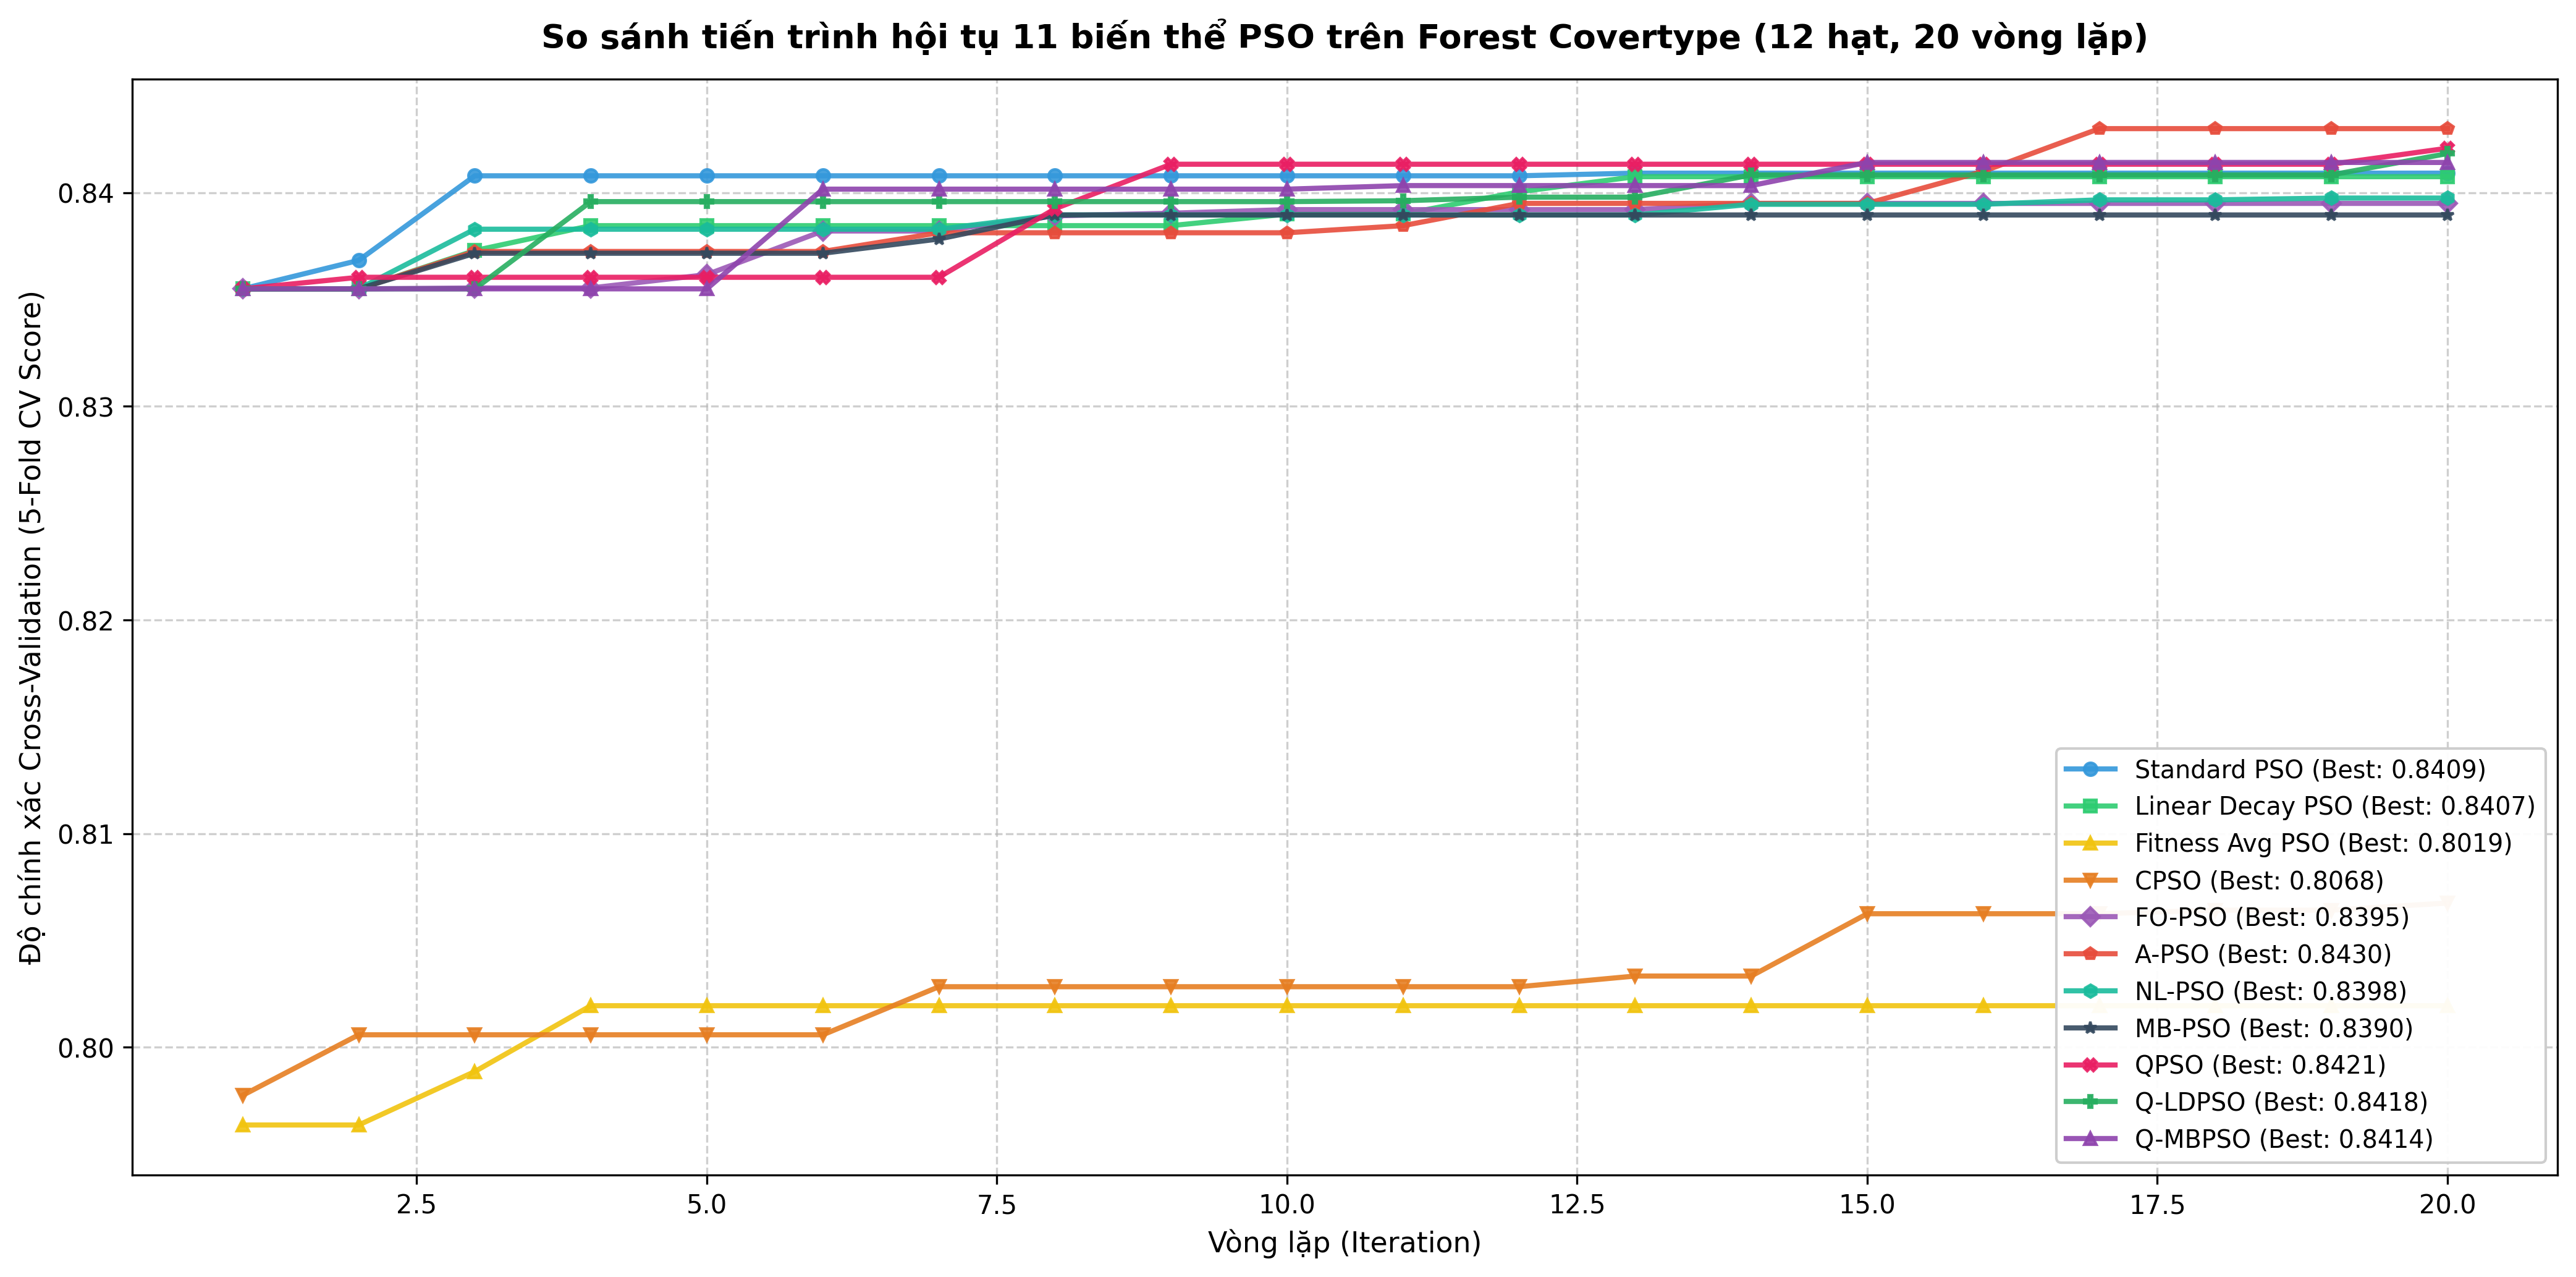 So sánh tiến trình hội tụ 11 biến thể PSO trên Forest Covertype (12 hạt, 20 vòng lặp)
Độ chính xác Cross-Validation (5-Fold CV Score)
0.84
0.83
0.82
0.81
0.80
Standard PSO (Best: 0.8409)
Linear Decay PSO (Best: 0.8407)
Fitness Avg PSO (Best: 0.8019)
CPSO (Best: 0.8068)
FO-PSO (Best: 0.8395)
A-PSO (Best: 0.8430)
NL-PSO (Best: 0.8398)
MB-PSO (Best: 0.8390)
QPSO (Best: 0.8421)
Q-LDPSO (Best: 0.8418)
Q-MBPSO (Best: 0.8414)
2.5 5.0 7.5 10.0 12.5 15.0 17.5 20.0
Vòng lặp (Iteration)